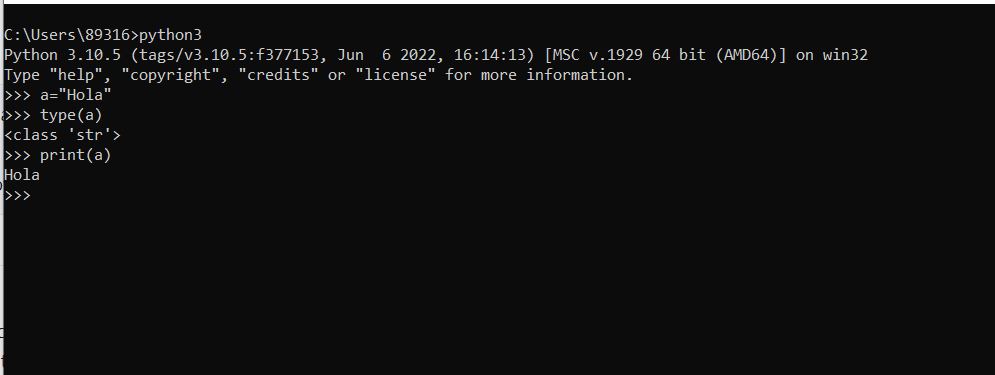 C:\Users\89316>python3
Python 3.10.5 (tags/v3.10.5:f377153, Jun  6 2022, 16:14:13) [MSC v.1929 64 bit (AMD64)] on win32
Type "help", "copyright", "credits" or "license" for more information.
>>> a="Hola"
>>> type(a)
<class 'str'>
>>> print(a)
Hola
>>>